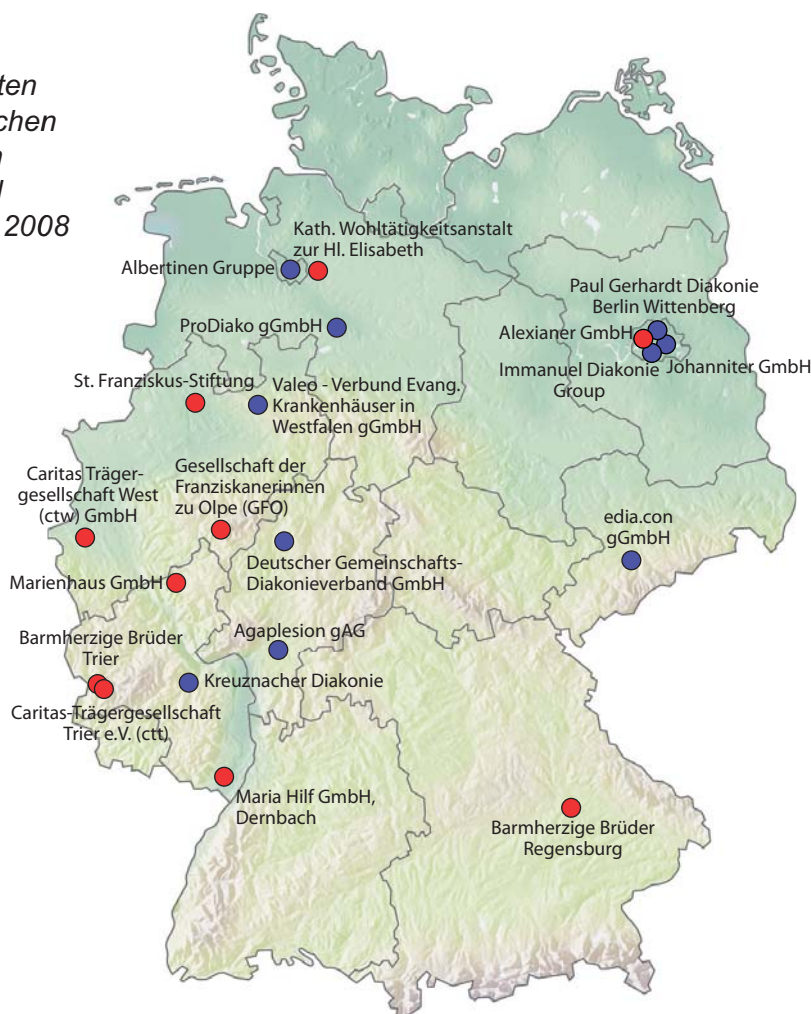 ten
chen
n
l
2008
Kath. Wohltätigkeitsanstalt
zur Hl. Elisabeth
Albertinen Gruppe
Paul Gerhardt Diakonie
Berlin Wittenberg
ProDiako gGmbH
Alexianer GmbH
Johanniter GmbH
Immanuel Diakonie
Group
St. Franziskus-Stiftung
Valeo - Verbund Evang.
Krankenhäuser in
Westfalen gGmbH
Caritas Träger-
gesellschaft West
(ctw) GmbH
Gesellschaft der
Franziskanerinnen
zu Olpe (GFO)
edia.con
gGmbH
Deutscher Gemeinschafts-
Diakonieverband GmbH
Marienhaus GmbH
Agaplesion gAG
Barmherzige Brüder
Trier
Kreuznacher Diakonie
Caritas-Trägergesellschaft
Trier e.V. (ctt)
Maria Hilf GmbH,
Dernbach
Barmherzige Brüder
Regensburg